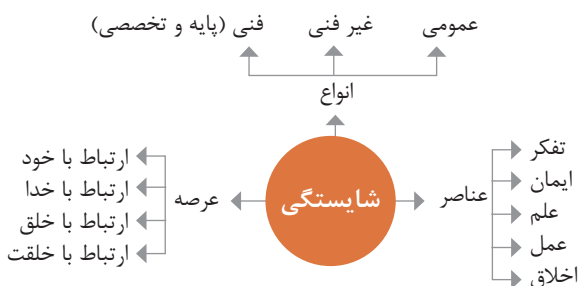 عمومی
غیر فنی
فنی (پایه و تخصصی)
انواع
شایستگی
عناصر
تفکر
ایمان
علم
عمل
اخلاق
عرصه
ارتباط با خود
ارتباط با خدا
ارتباط با خلق
ارتباط با خلقت